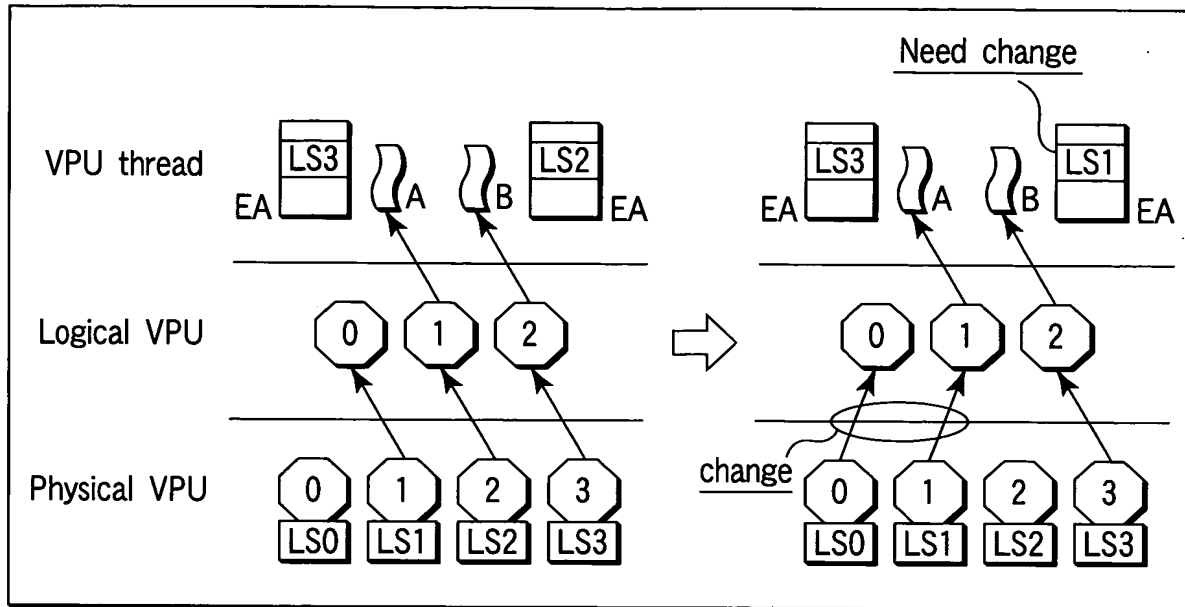 Need change
VPU thread
LS3
A
B
LS2
EA
EA
LS3
A
B
LS1
EA
EA
Logical VPU
0
1
2
0
1
2
change
Physical VPU
0
1
2
3
0
1
2
3
LS0
LS1
LS2
LS3
LS0
LS1
LS2
LS3